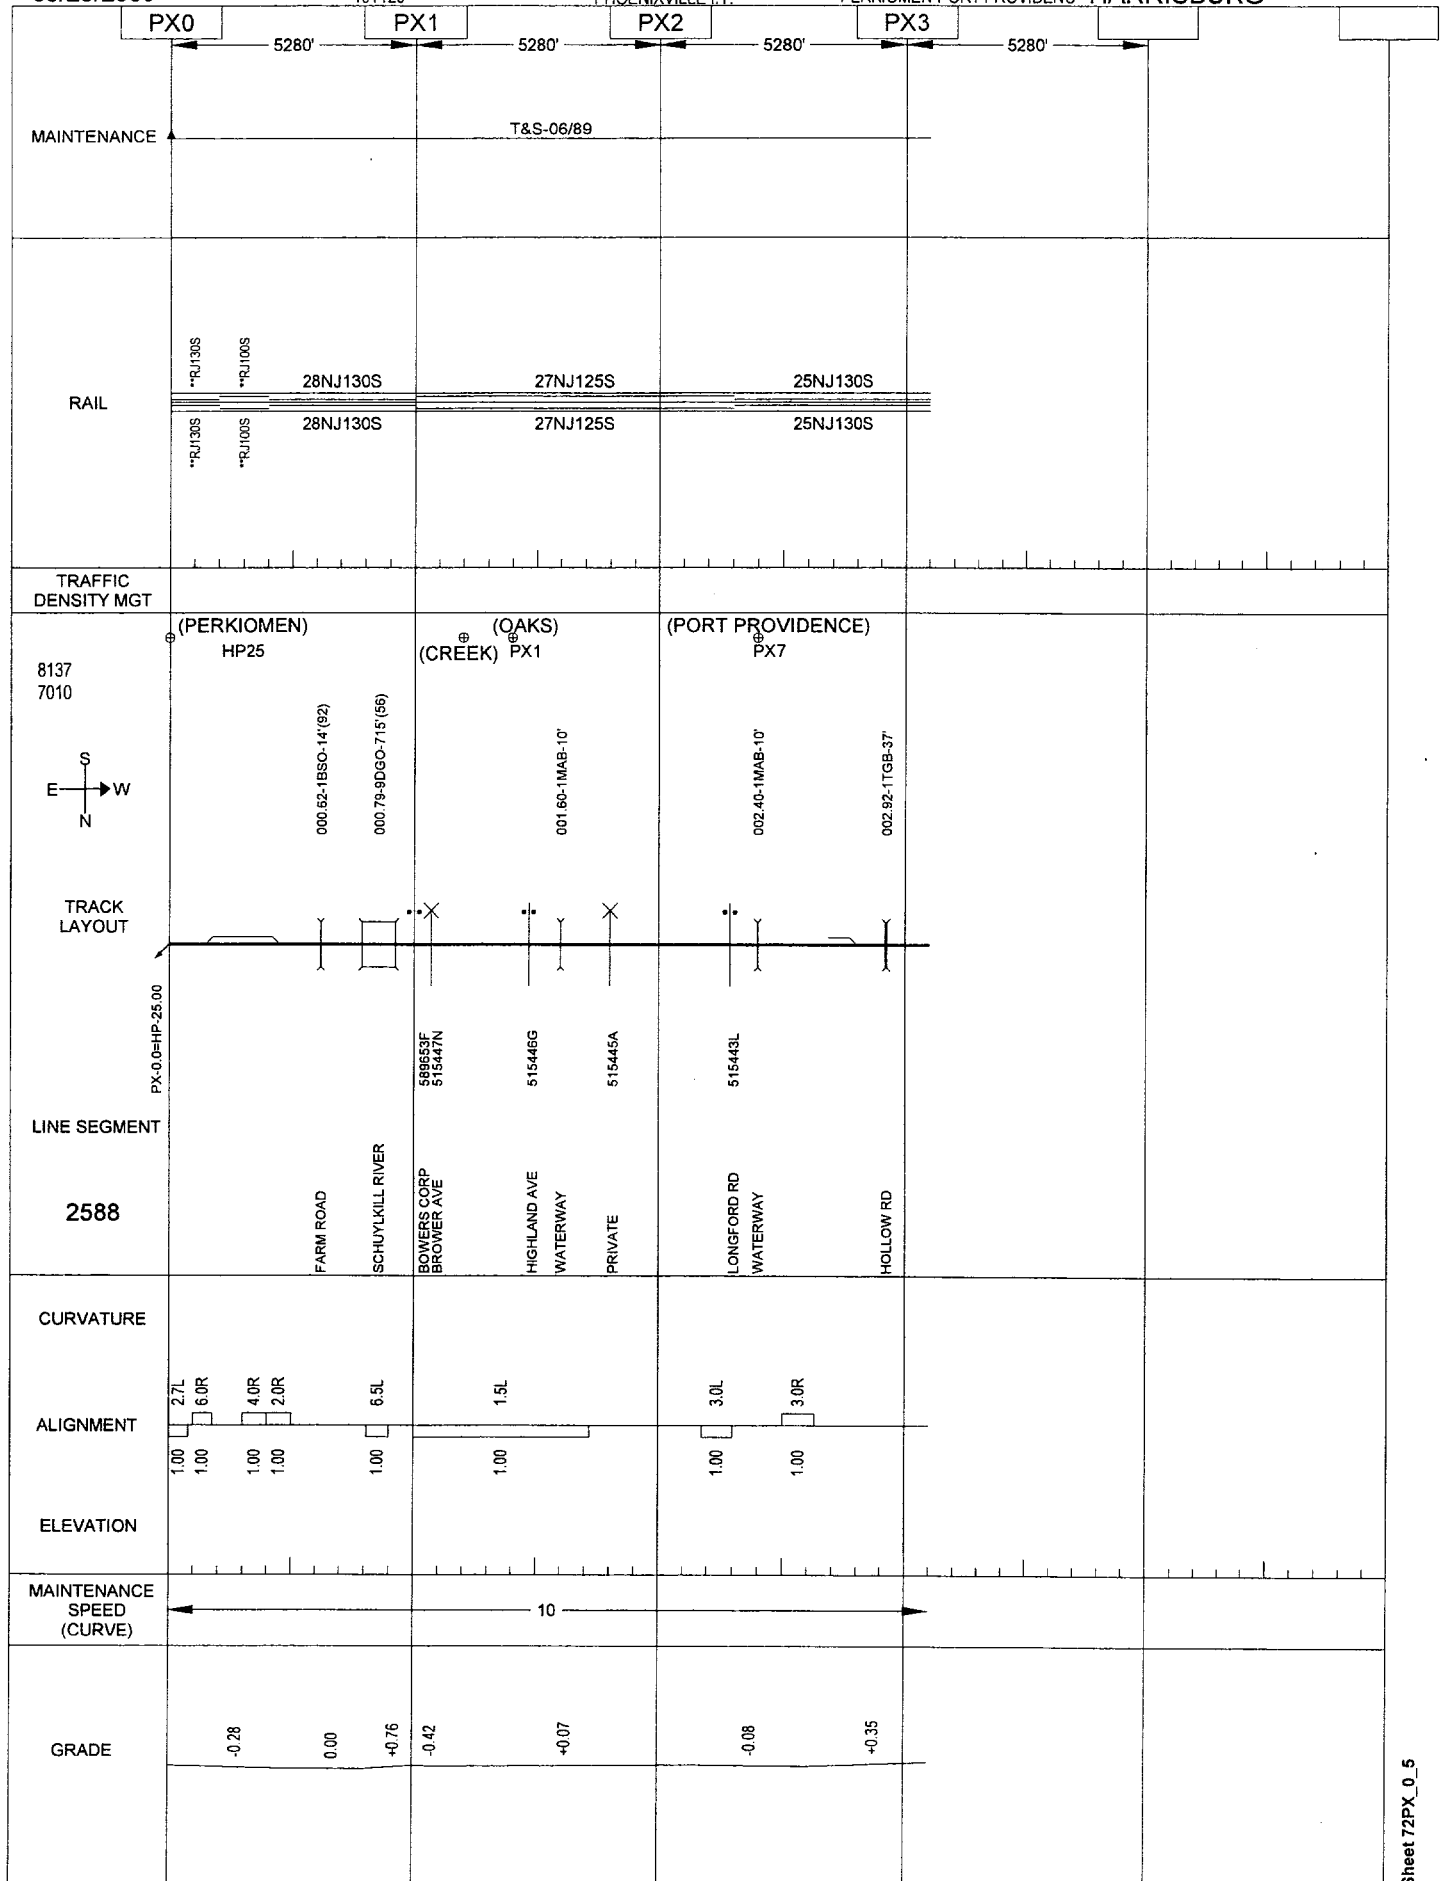 HARRISBURG
PX0 PX1 PX2 PX3
5280' 5280' 5280' 5280'
MAINTENANCE
T&S-06/89
**RJ130S **RJ100S
28NJ130S 27NJ125S 25NJ130S
RAIL
28NJ130S 27NJ125S 25NJ130S
**RJ130S **RJ100S
TRAFFIC
DENSITY MGT
(PERKIOMEN) (OAKS) (PORT PROVIDENCE)
HP25 (CREEK) PX1 PX7
8137
7010
S
E W
N
000.62-1BSO-14'(92)
000.79-9DGO-715'(56)
001.60-1MAB-10'
002.40-1MAB-10'
002.92-1TGB-37'
TRACK
LAYOUT
PX-0.0=HP-25.00
589653F
515447N
515446G
515445A
515443L
LINE SEGMENT
2588
FARM ROAD
SCHUYLKILL RIVER
BOWERS CORP
BROWER AVE
HIGHLAND AVE
WATERWAY
PRIVATE
LONGFORD RD
WATERWAY
HOLLOW RD
CURVATURE
2.7L 6.0R 4.0R 2.0R 6.5L 1.5L 3.0L 3.0R
ALIGNMENT
1.00 1.00 1.00 1.00 1.00 1.00 1.00 1.00
ELEVATION
MAINTENANCE
SPEED
(CURVE)
10
GRADE
-0.28 0.00 +0.76 -0.42 +0.07 -0.08 +0.35
Sheet 72PX_0_5